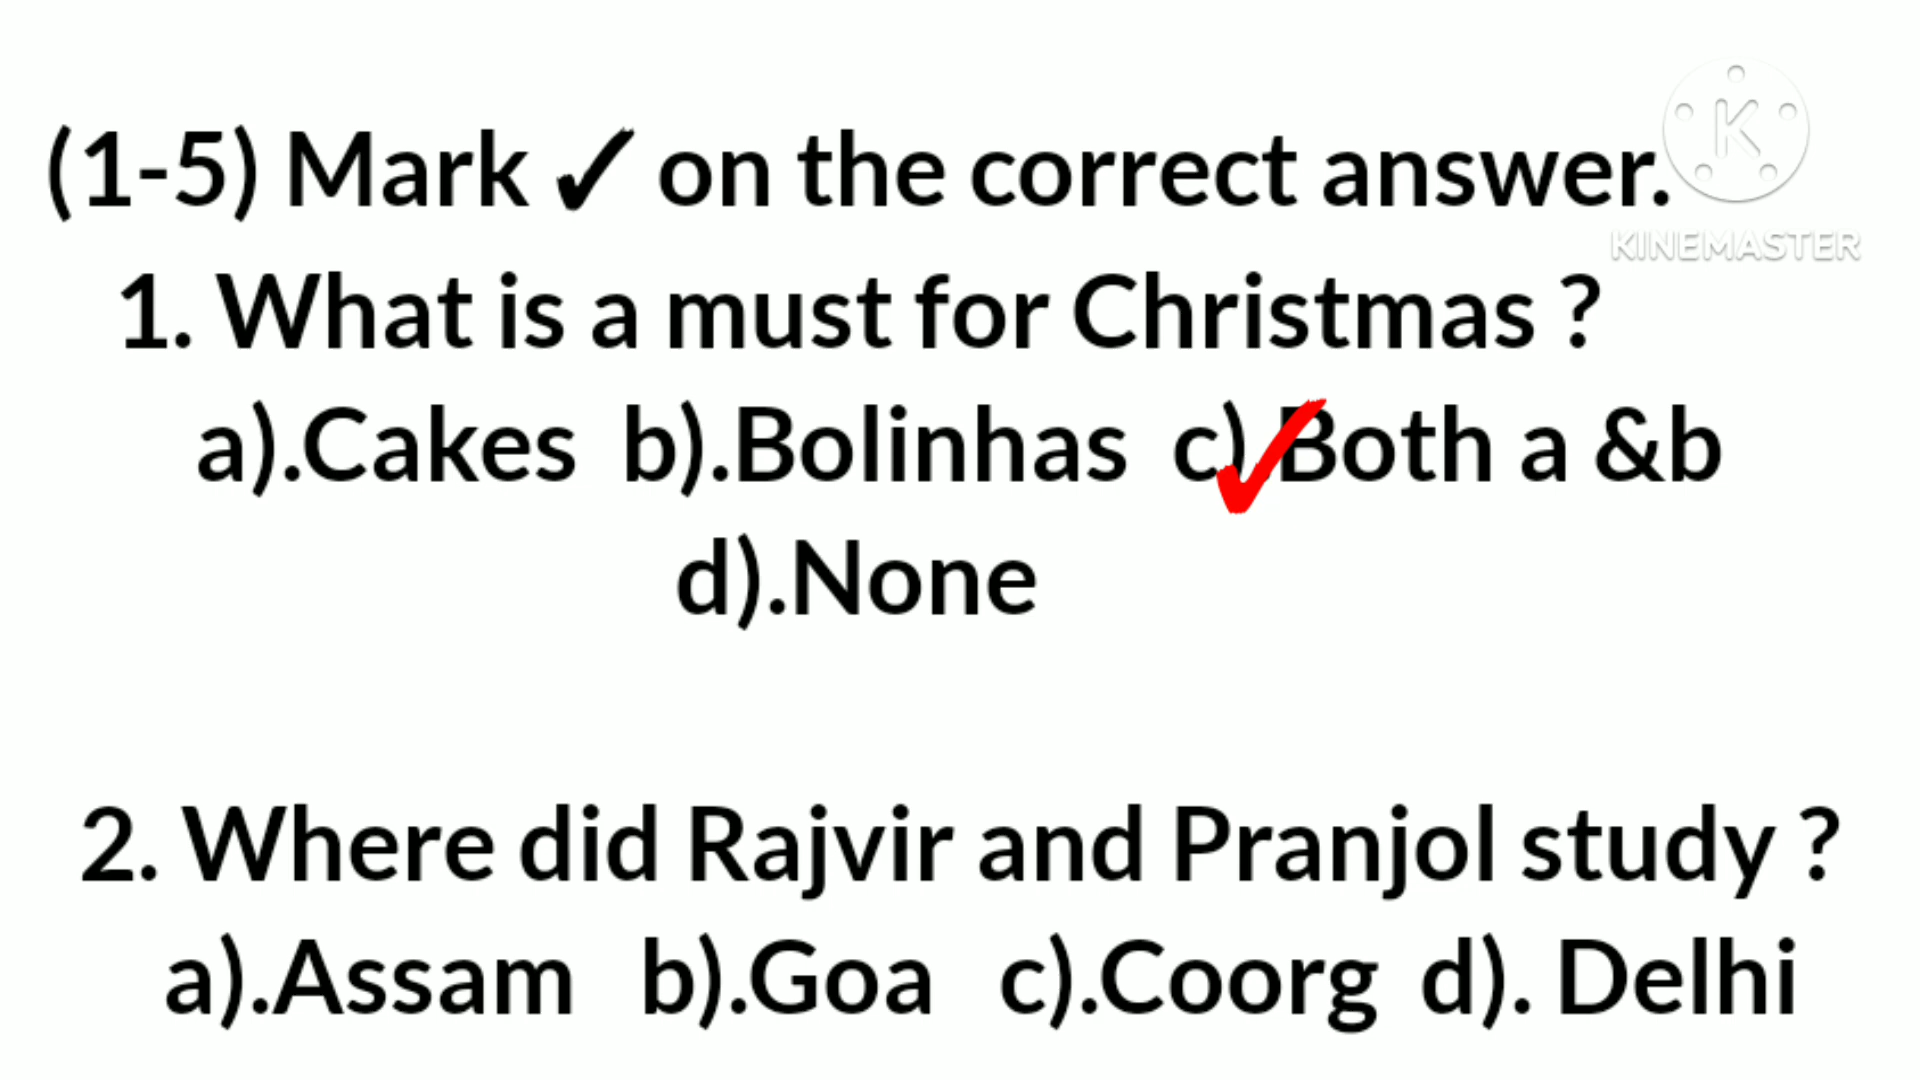 (1-5) Mark ✓ on the correct answer.
KINEMASTER
1. What is a must for Christmas ?
a).Cakes b).Bolinhas c).Both a &b
d).None
2. Where did Rajvir and Pranjol study ?
a).Assam b).Goa c).Coorg d). Delhi